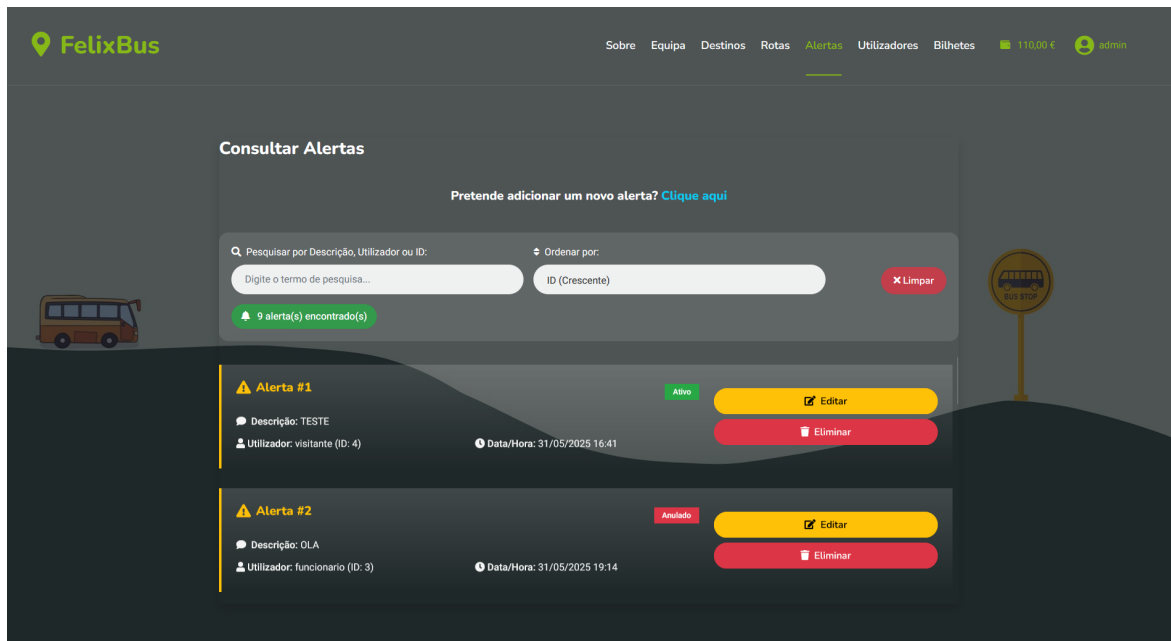 FelixBus
Sobre Equipa Destinos Rotas Alertas Utilizadores Bilhetes 110,00 € admin
Consultar Alertas
Pretende adicionar um novo alerta? Clique aqui
Pesquisar por Descrição, Utilizador ou ID:
Ordenar por:
Digite o termo de pesquisa...
ID (Crescente)
Limpar
9 alerta(s) encontrado(s)
BUS STOP
Alerta #1
Ativo
Editar
Descrição: TESTE
Eliminar
Utilizador: visitante (ID: 4)
Data/Hora: 31/05/2025 16:41
Alerta #2
Anulado
Editar
Descrição: OLA
Eliminar
Utilizador: funcionario (ID: 3)
Data/Hora: 31/05/2025 19:14